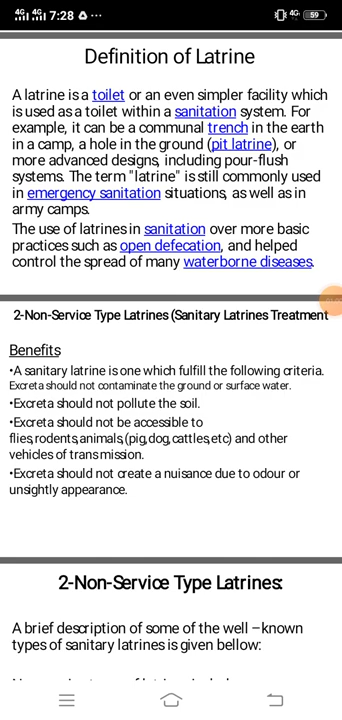 4G 4G 7:28 4G 59
Definition of Latrine
A latrine is a toilet or an even simpler facility which
is used as a toilet within a sanitation system. For
example, it can be a communal trench in the earth
in a camp, a hole in the ground (pit latrine), or
more advanced designs, including pour-flush
systems. The term "latrine" is still commonly used
in emergency sanitation situations, as well as in
army camps.
The use of latrines in sanitation over more basic
practices such as open defecation, and helped
control the spread of many waterborne diseases.
2-Non-Service Type Latrines (Sanitary Latrines Treatment
Benefits
•A sanitary latrine is one which fulfill the following criteria.
Excreta should not contaminate the ground or surface water.
•Excreta should not pollute the soil.
•Excreta should not be accessible to
flies,rodents,animals,(pig,dog,cattles,etc) and other
vehicles of transmission.
•Excreta should not create a nuisance due to odour or
unsightly appearance.
2-Non-Service Type Latrines:
A brief description of some of the well –known
types of sanitary latrines is given bellow: